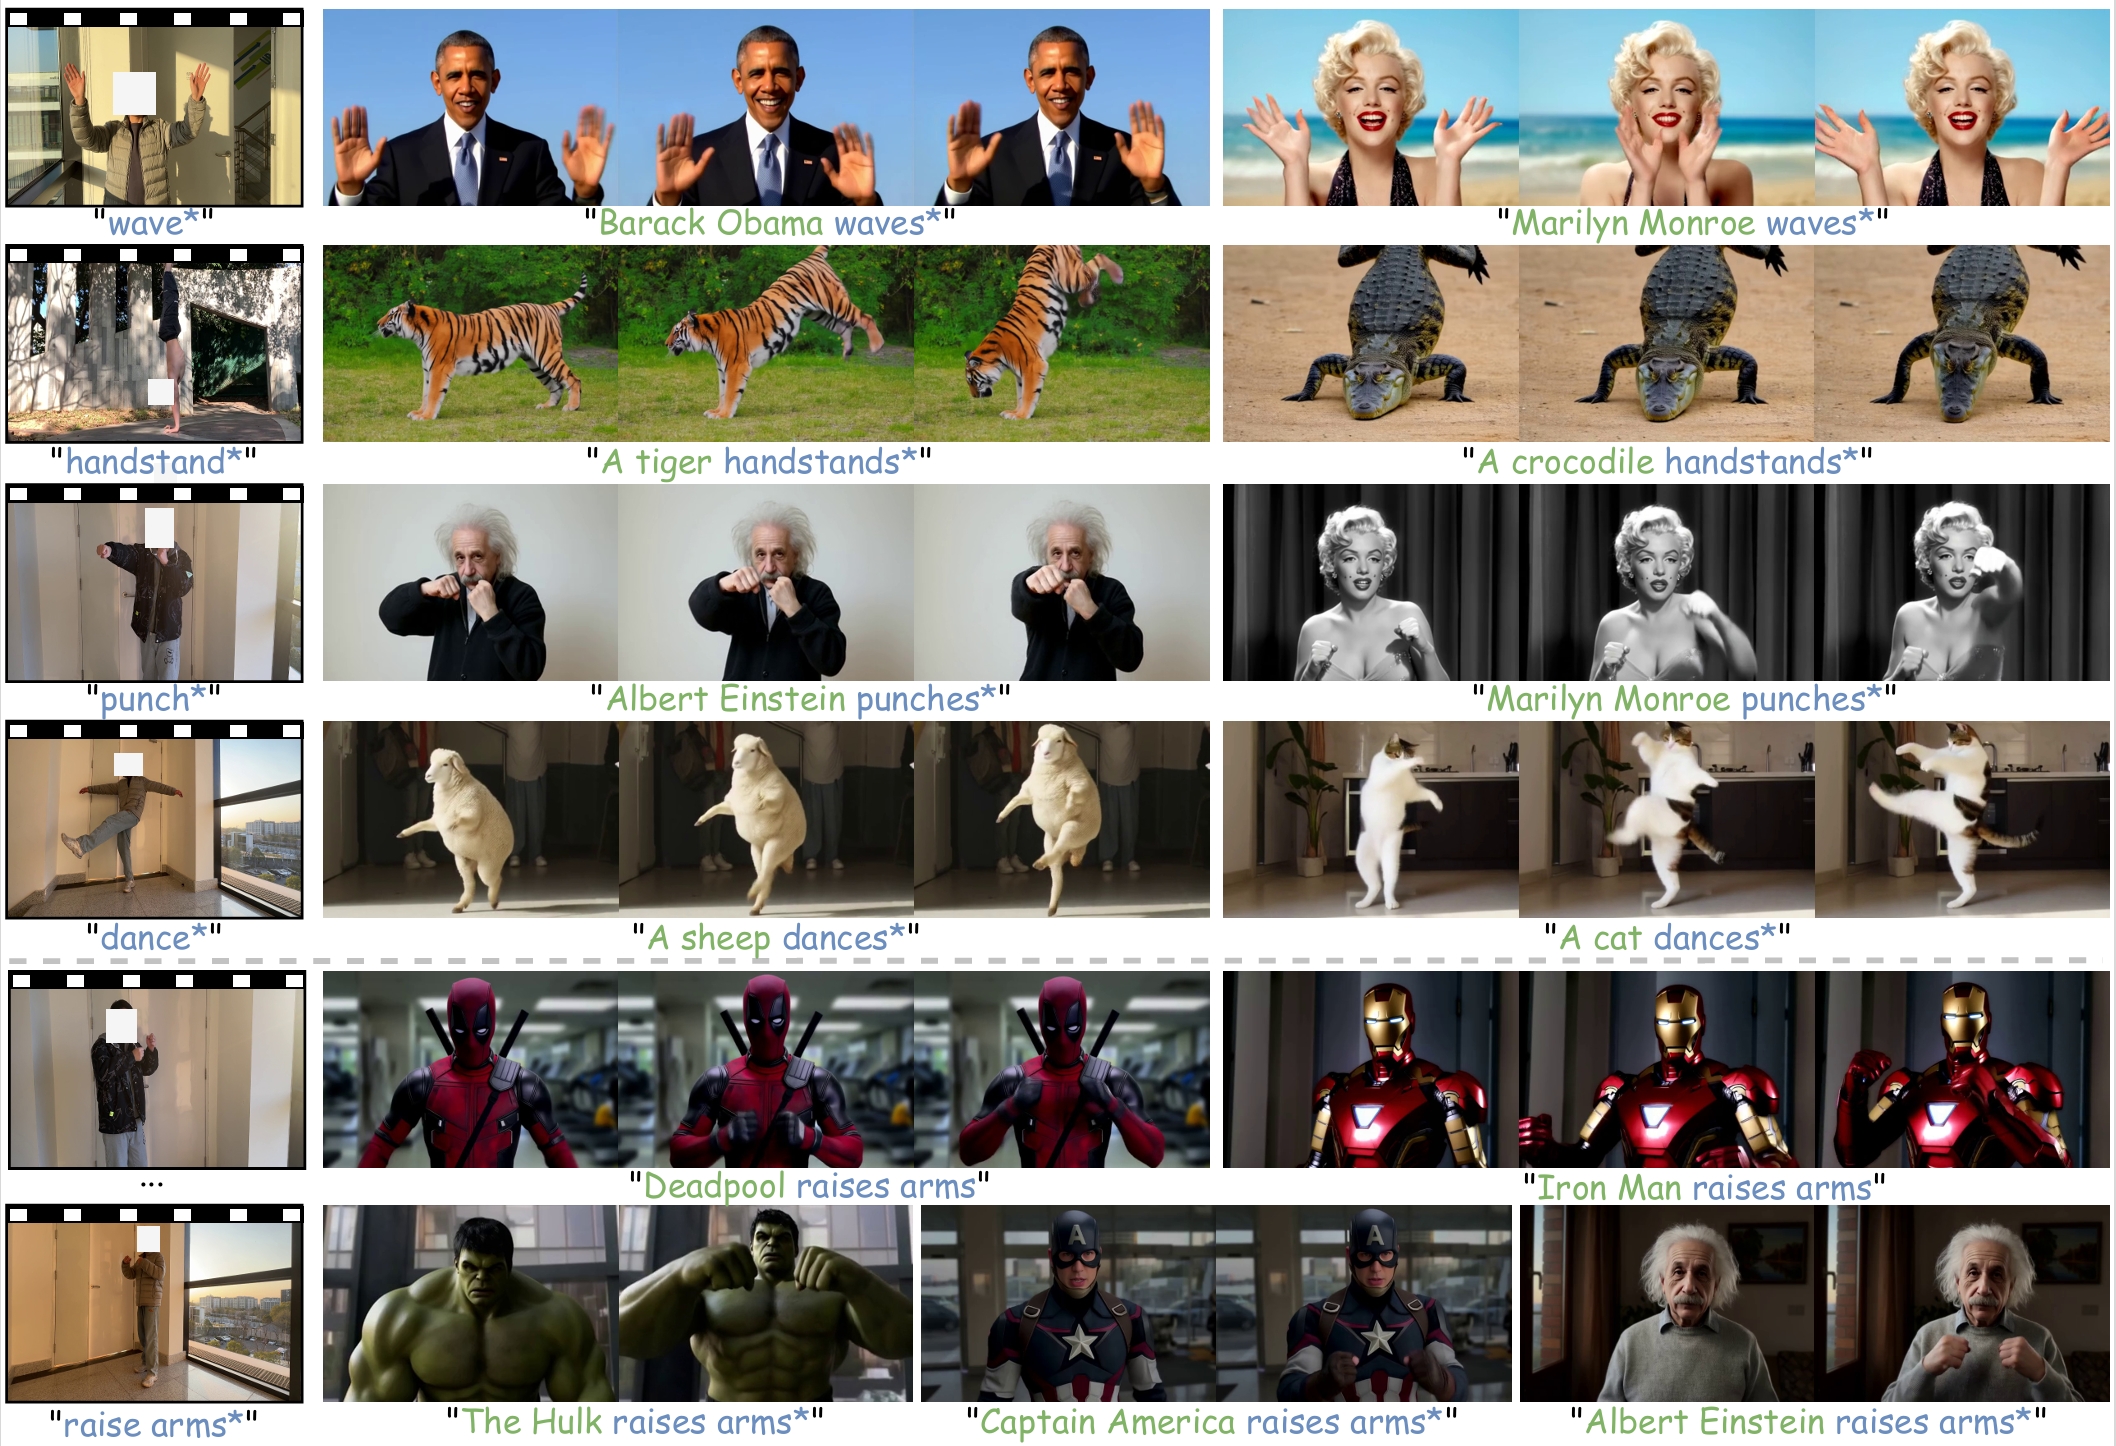 "wave*"
"Barack Obama waves*"
"Marilyn Monroe waves*"
"handstand*"
"A tiger handstands*"
"A crocodile handstands*"
"punch*"
"Albert Einstein punches*"
"Marilyn Monroe punches*"
"dance*"
"A sheep dances*"
"A cat dances*"
...
"Deadpool raises arms"
"Iron Man raises arms"
A
A
"raise arms*"
"The Hulk raises arms*"
"Captain America raises arms*"
"Albert Einstein raises arms*"